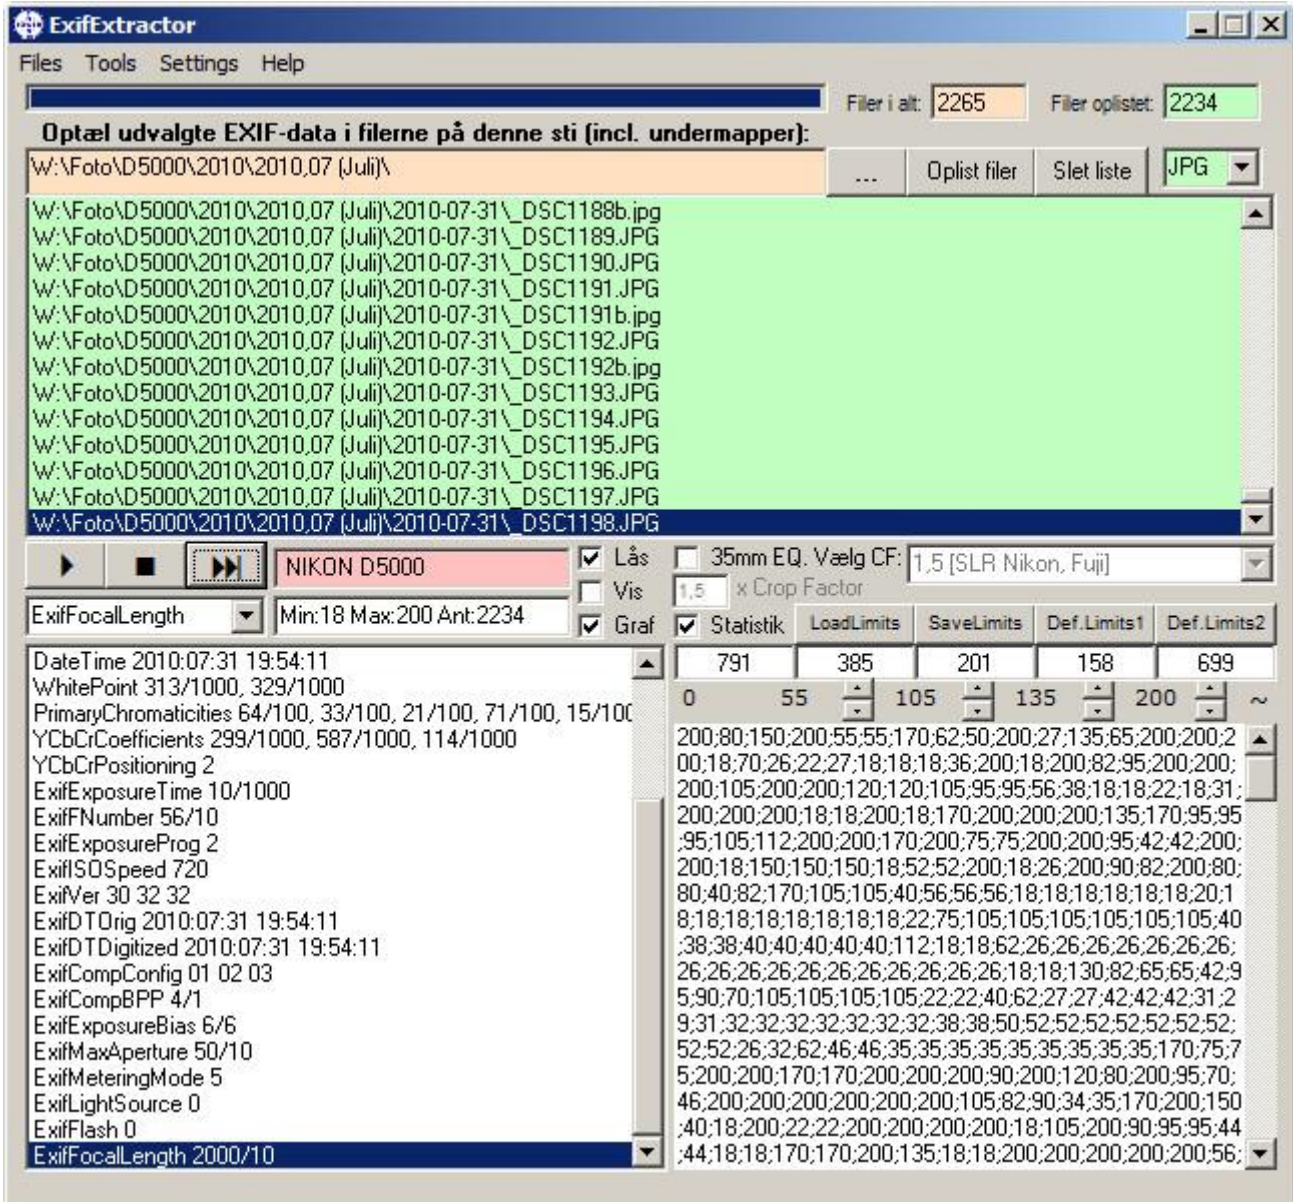 ExifExtractor
Files Tools Settings Help
Filer i alt: 2265 Filer oplistet: 2234
Optæl udvalgte EXIF-data i filerne på denne sti (incl. undermapper):
W:\Foto\D5000\2010\2010,07 (Juli)\ ... Oplist filer Slet liste JPG
W:\Foto\D5000\2010\2010,07 (Juli)\2010-07-31\_DSC1188b.jpg
W:\Foto\D5000\2010\2010,07 (Juli)\2010-07-31\_DSC1189.JPG
W:\Foto\D5000\2010\2010,07 (Juli)\2010-07-31\_DSC1190.JPG
W:\Foto\D5000\2010\2010,07 (Juli)\2010-07-31\_DSC1191.JPG
W:\Foto\D5000\2010\2010,07 (Juli)\2010-07-31\_DSC1191b.jpg
W:\Foto\D5000\2010\2010,07 (Juli)\2010-07-31\_DSC1192.JPG
W:\Foto\D5000\2010\2010,07 (Juli)\2010-07-31\_DSC1192b.jpg
W:\Foto\D5000\2010\2010,07 (Juli)\2010-07-31\_DSC1193.JPG
W:\Foto\D5000\2010\2010,07 (Juli)\2010-07-31\_DSC1194.JPG
W:\Foto\D5000\2010\2010,07 (Juli)\2010-07-31\_DSC1195.JPG
W:\Foto\D5000\2010\2010,07 (Juli)\2010-07-31\_DSC1196.JPG
W:\Foto\D5000\2010\2010,07 (Juli)\2010-07-31\_DSC1197.JPG
W:\Foto\D5000\2010\2010,07 (Juli)\2010-07-31\_DSC1198.JPG
NIKON D5000 Lås 35mm EQ. Vælg CF: 1,5 [SLR Nikon, Fuji]
Vis 1,5 x Crop Factor
ExifFocalLength Min:18 Max:200 Ant:2234 Graf Statistik LoadLimits SaveLimits Def.Limits1 Def.Limits2
791 385 201 158 699
0 55 105 135 200 ~
DateTime 2010:07:31 19:54:11
WhitePoint 313/1000, 329/1000
PrimaryChromaticities 64/100, 33/100, 21/100, 71/100, 15/100
YCbCrCoefficients 299/1000, 587/1000, 114/1000
YCbCrPositioning 2
ExifExposureTime 10/1000
ExifFNumber 56/10
ExifExposureProg 2
ExifISOSpeed 720
ExifVer 30 32 32
ExifDTOrig 2010:07:31 19:54:11
ExifDTDigitized 2010:07:31 19:54:11
ExifCompConfig 01 02 03
ExifCompBPP 4/1
ExifExposureBias 6/6
ExifMaxAperture 50/10
ExifMeteringMode 5
ExifLightSource 0
ExifFlash 0
ExifFocalLength 2000/10
200;80;150;200;55;55;170;62;50;200;27;135;65;200;200;2
00;18;70;26;22;27;18;18;18;36;200;18;200;82;95;200;200;
200;105;200;200;120;120;105;95;95;56;38;18;18;22;18;31;
200;200;200;18;18;200;18;170;200;200;200;135;170;95;95
;95;105;112;200;200;170;200;75;75;200;200;95;42;42;200;
200;18;150;150;150;18;52;52;200;18;26;200;90;82;200;80;
80;40;82;170;105;105;40;56;56;56;18;18;18;18;18;18;20;1
8;18;18;18;18;18;18;18;22;75;105;105;105;105;105;105;40
;38;38;40;40;40;40;40;112;18;18;62;26;26;26;26;26;26;
26;26;26;26;26;26;26;26;26;26;18;18;130;82;65;65;42;9
5;90;70;105;105;105;105;22;22;40;62;27;27;42;42;42;31;2
9;31;32;32;32;32;32;32;38;38;50;52;52;52;52;52;52;52;
52;52;26;32;62;46;46;35;35;35;35;35;35;35;35;170;75;7
5;200;200;170;170;200;200;200;90;200;120;80;200;95;70;
46;200;200;200;200;200;200;105;82;90;34;35;170;200;150
;40;18;200;22;22;200;200;200;200;18;105;200;90;95;95;44
;44;18;18;170;170;200;135;18;18;200;200;200;200;200;56;